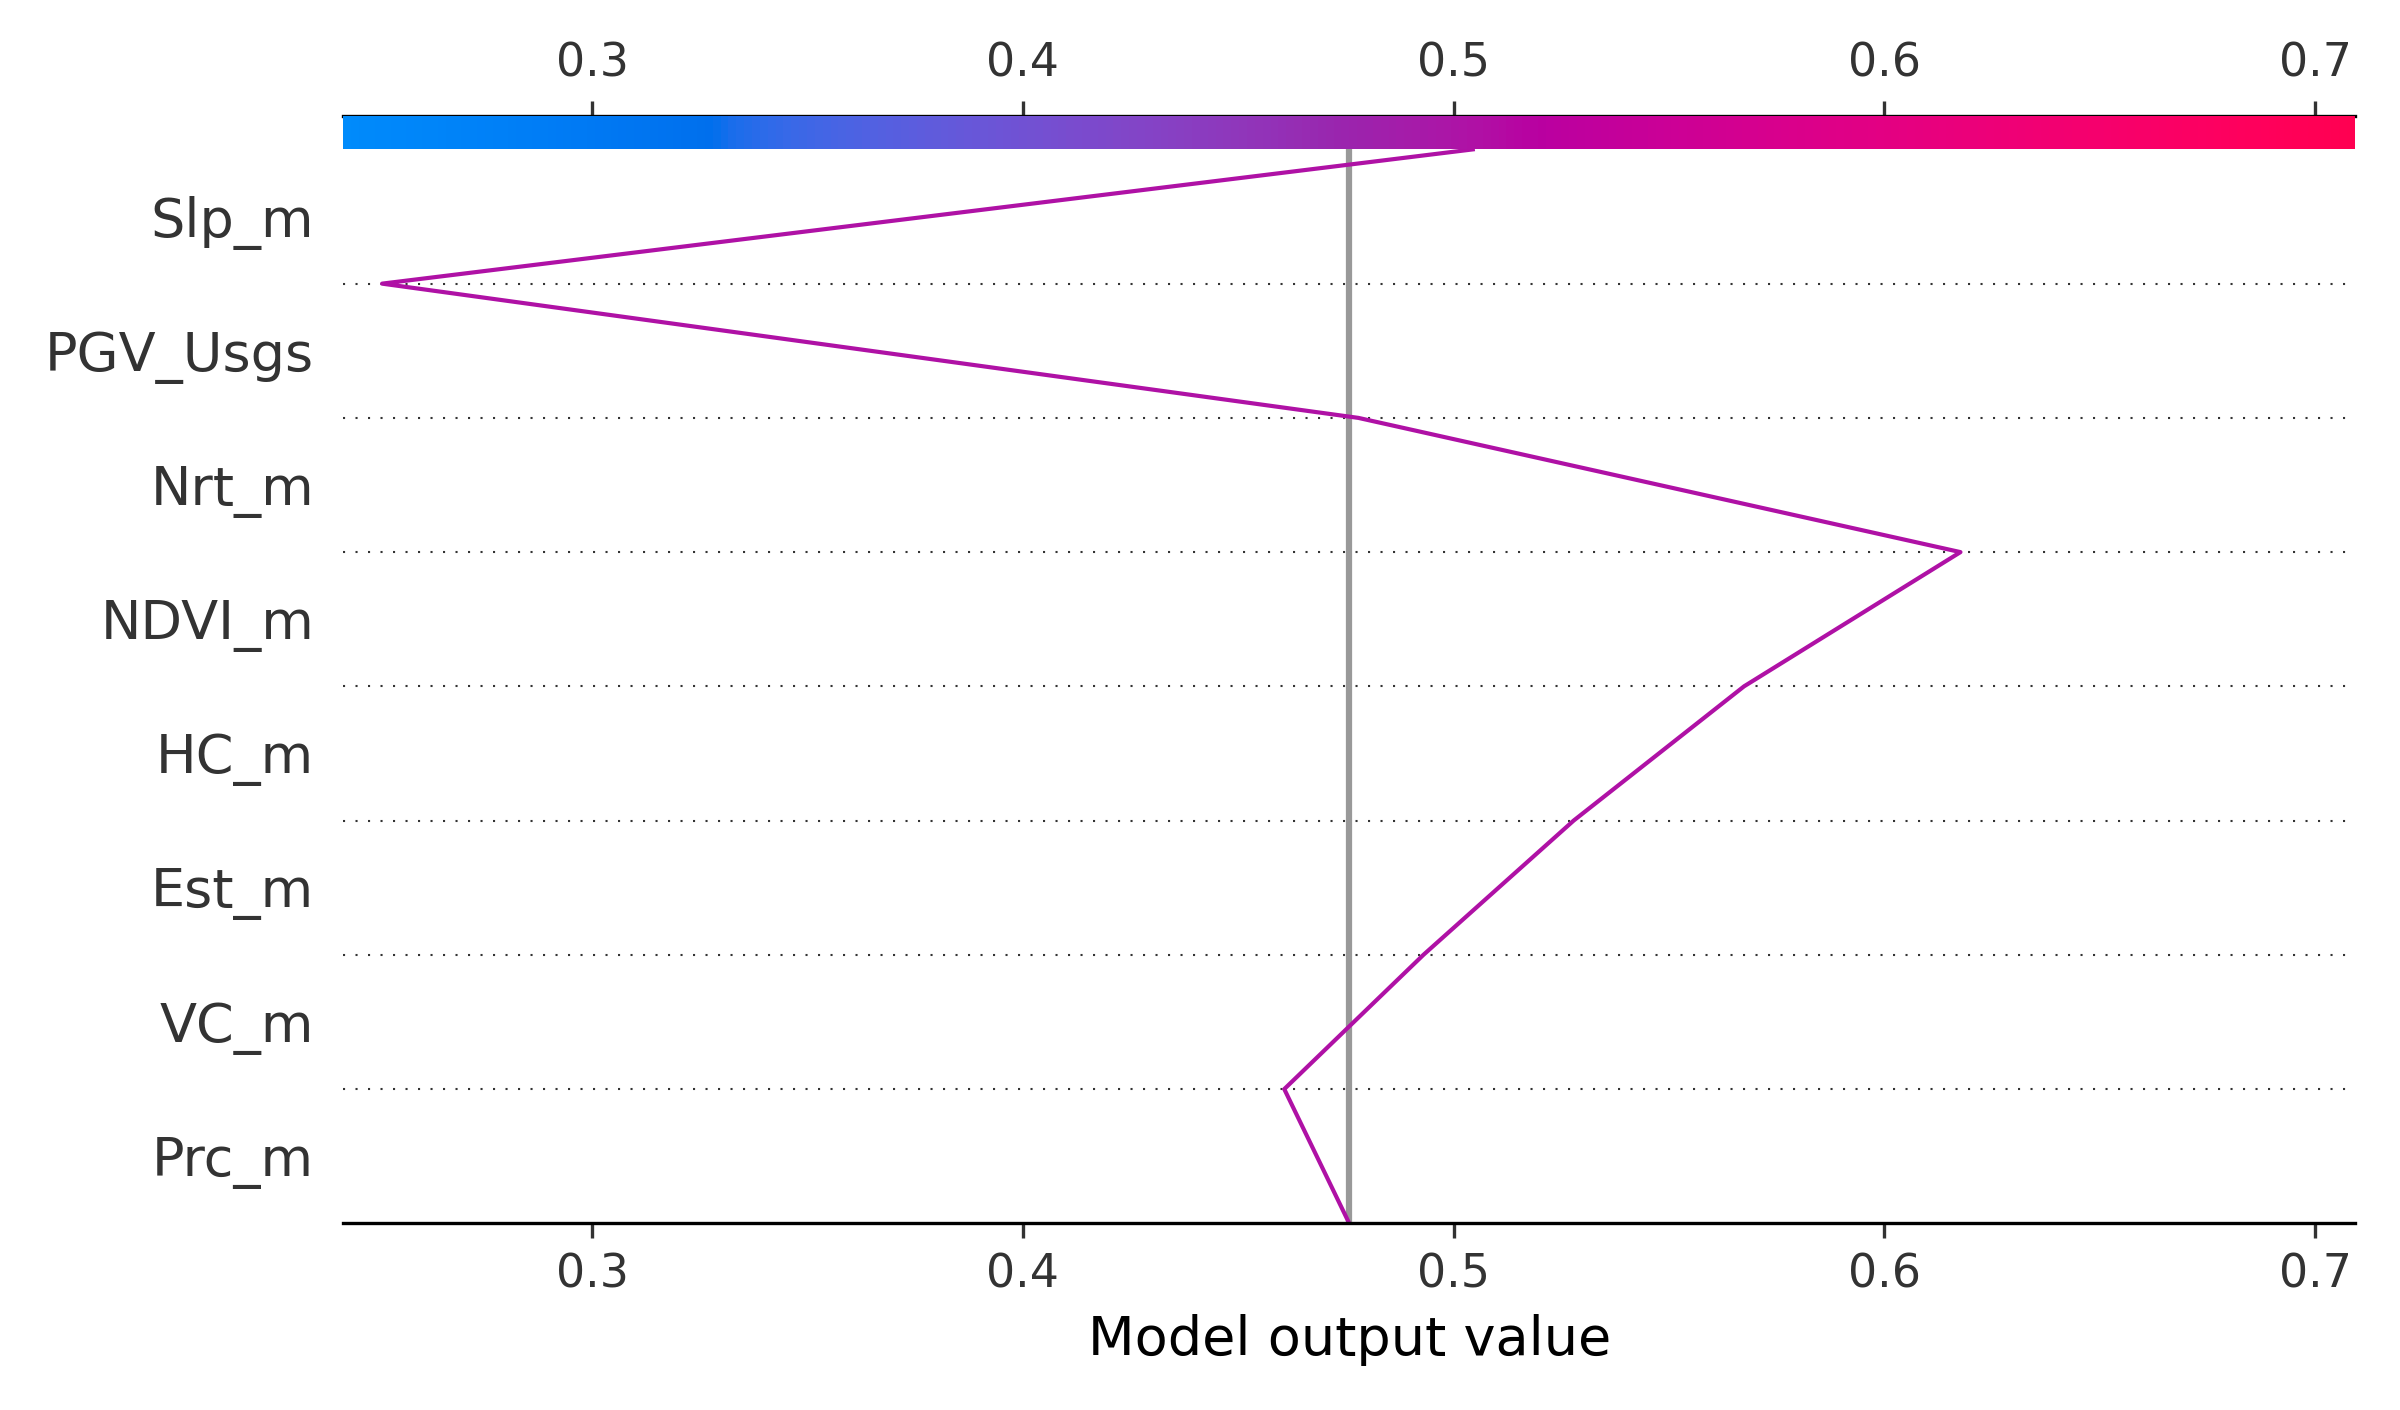 0.3 0.4 0.5 0.6 0.7
Slp_m
PGV_Usgs
Nrt_m
NDVI_m
HC_m
Est_m
VC_m
Prc_m
0.3 0.4 0.5 0.6 0.7
Model output value